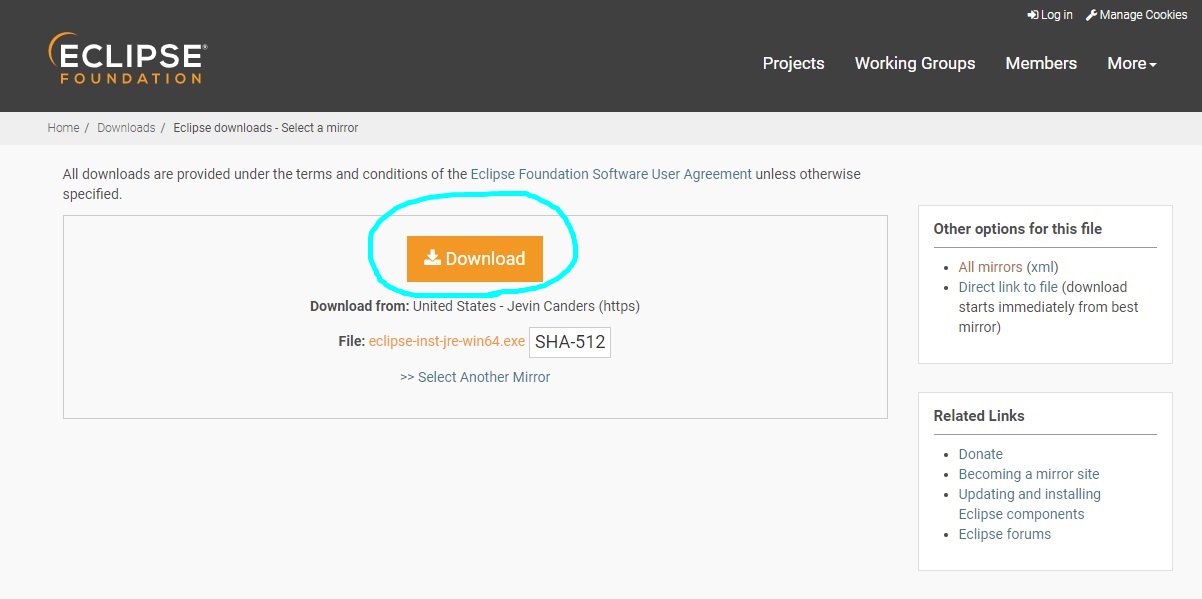 Log in Manage Cookies
ECLIPSE®
FOUNDATION
Projects Working Groups Members More
Home / Downloads / Eclipse downloads - Select a mirror
All downloads are provided under the terms and conditions of the Eclipse Foundation Software User Agreement unless otherwise
specified.
Download
Download from: United States - Jevin Canders (https)
File: eclipse-inst-jre-win64.exe SHA-512
>> Select Another Mirror
Other options for this file
• All mirrors (xml)
• Direct link to file (download
starts immediately from best
mirror)
Related Links
• Donate
• Becoming a mirror site
• Updating and installing
Eclipse components
• Eclipse forums